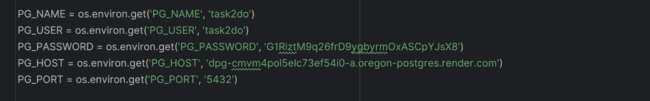 PG_NAME = os.environ.get('PG_NAME', 'task2do')
PG_USER = os.environ.get('PG_USER', 'task2do')
PG_PASSWORD = os.environ.get('PG_PASSWORD', 'G1RiztM9q26frD9ygbyrmOxASCpYJsX8')
PG_HOST = os.environ.get('PG_HOST', 'dpg-cmvm4pol5elc73ef54i0-a.oregon-postgres.render.com')
PG_PORT = os.environ.get('PG_PORT', '5432')